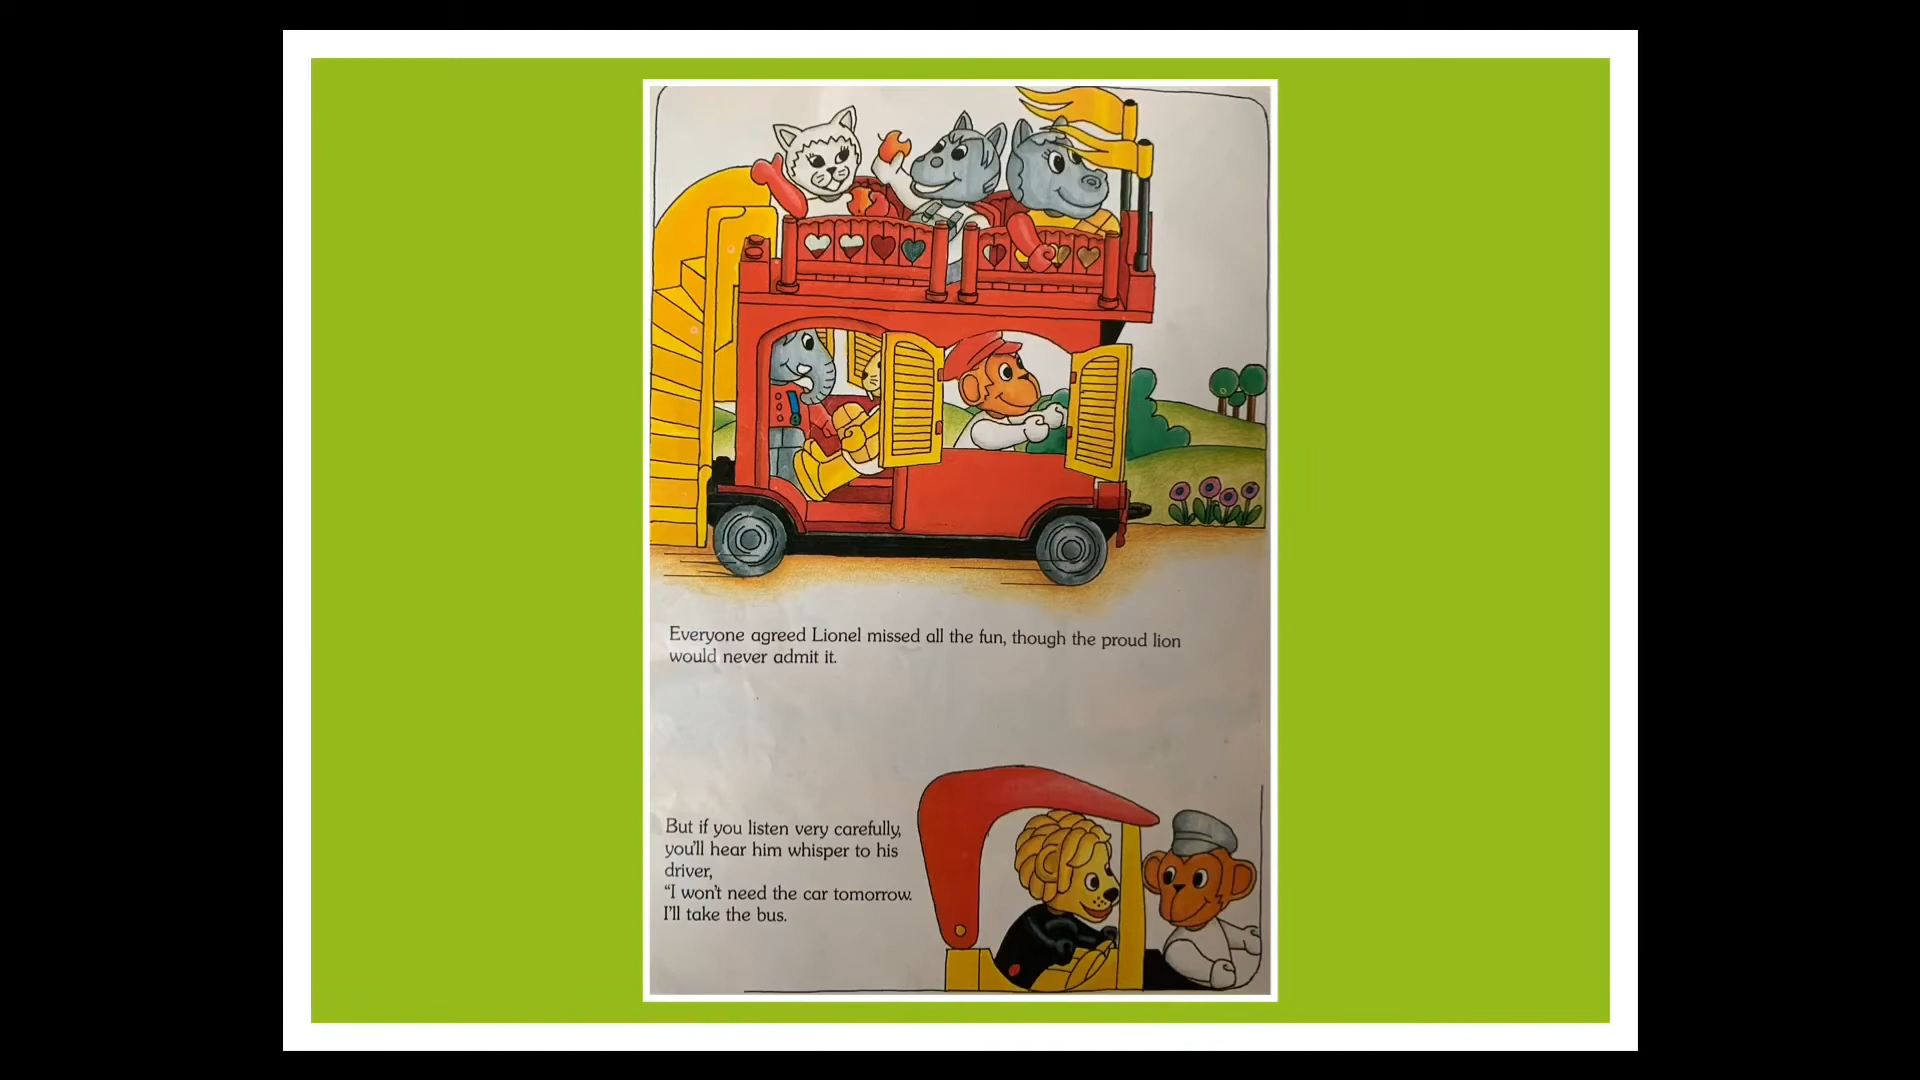 Everyone agreed Lionel missed all the fun, though the proud lion
would never admit it.
But if you listen very carefully,
you'll hear him whisper to his
driver,
“I won't need the car tomorrow.
I'll take the bus.